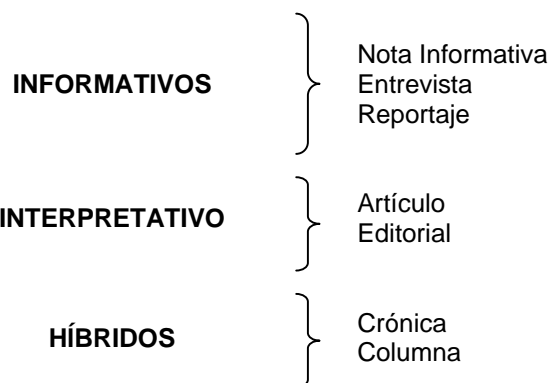 INFORMATIVOS
Nota Informativa
Entrevista
Reportaje
INTERPRETATIVO
Artículo
Editorial
HÍBRIDOS
Crónica
Columna